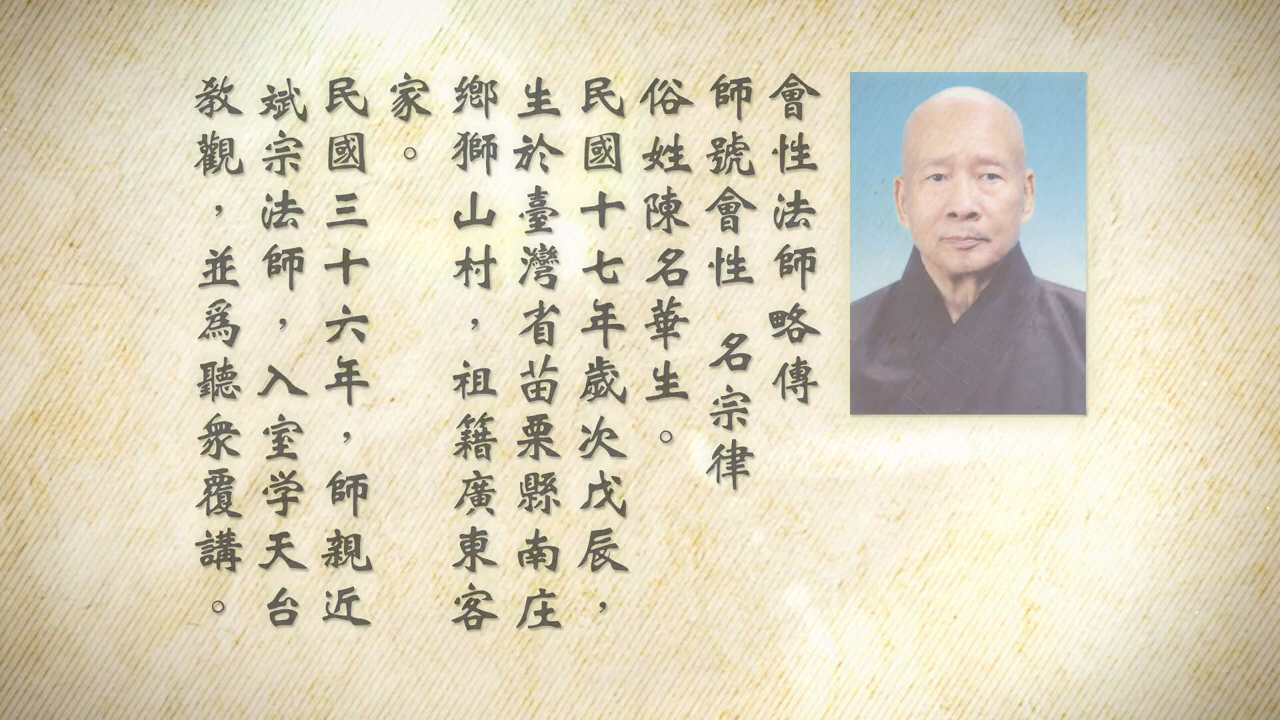 會性法師略傳
師號會性 名宗律
俗姓陳名華生。
民國十七年歲次戊辰，
生於臺灣省苗栗縣南庄
鄉獅山村，祖籍廣東客
家。
民國三十六年，師親近
斌宗法師，入室学天台
教觀，並為聽衆覆講。